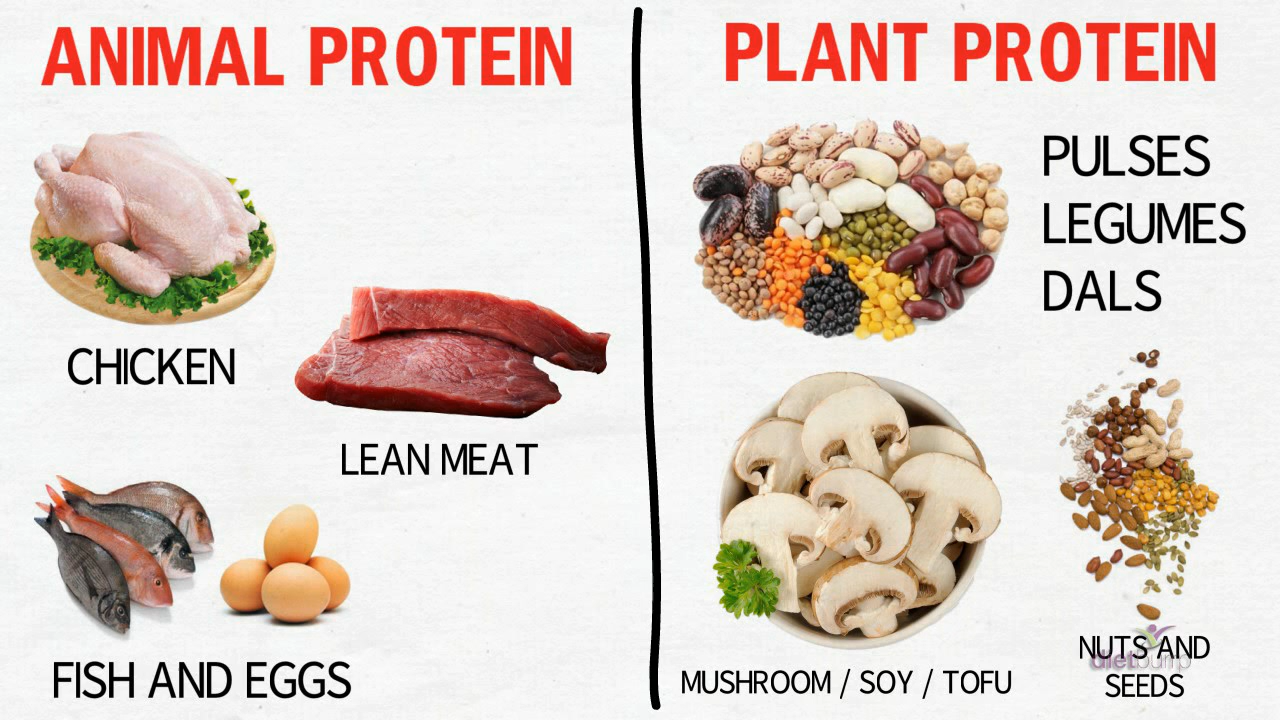 ANIMAL PROTEIN
CHICKEN
LEAN MEAT
FISH AND EGGS
PLANT PROTEIN
PULSES
LEGUMES
DALS
MUSHROOM / SOY / TOFU
NUTS AND
SEEDS